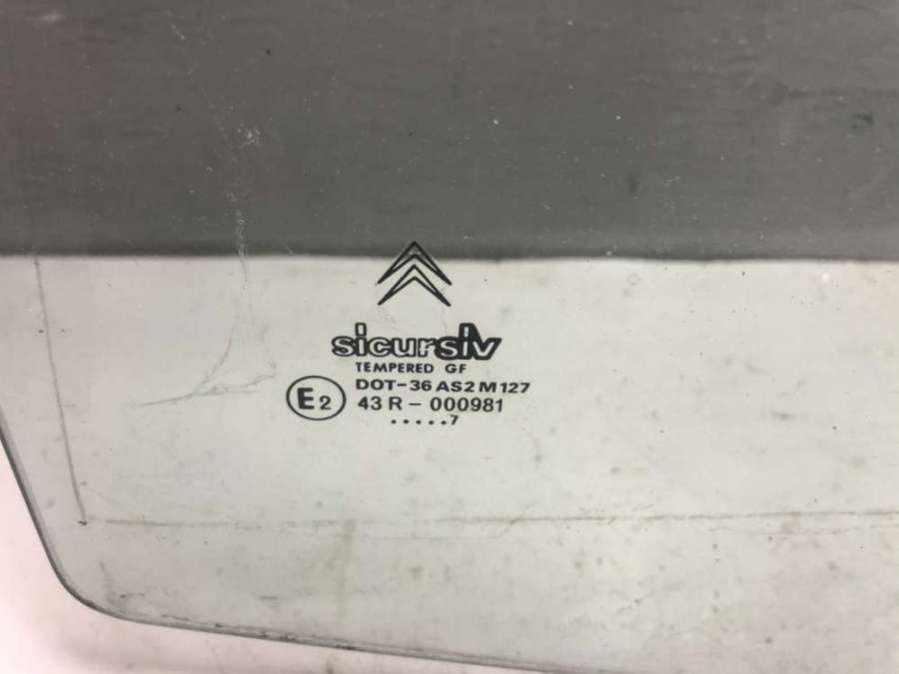 sicursiv
TEMPERED GF
DOT-36 AS2 M127
E2
43 R - 000981
.....7